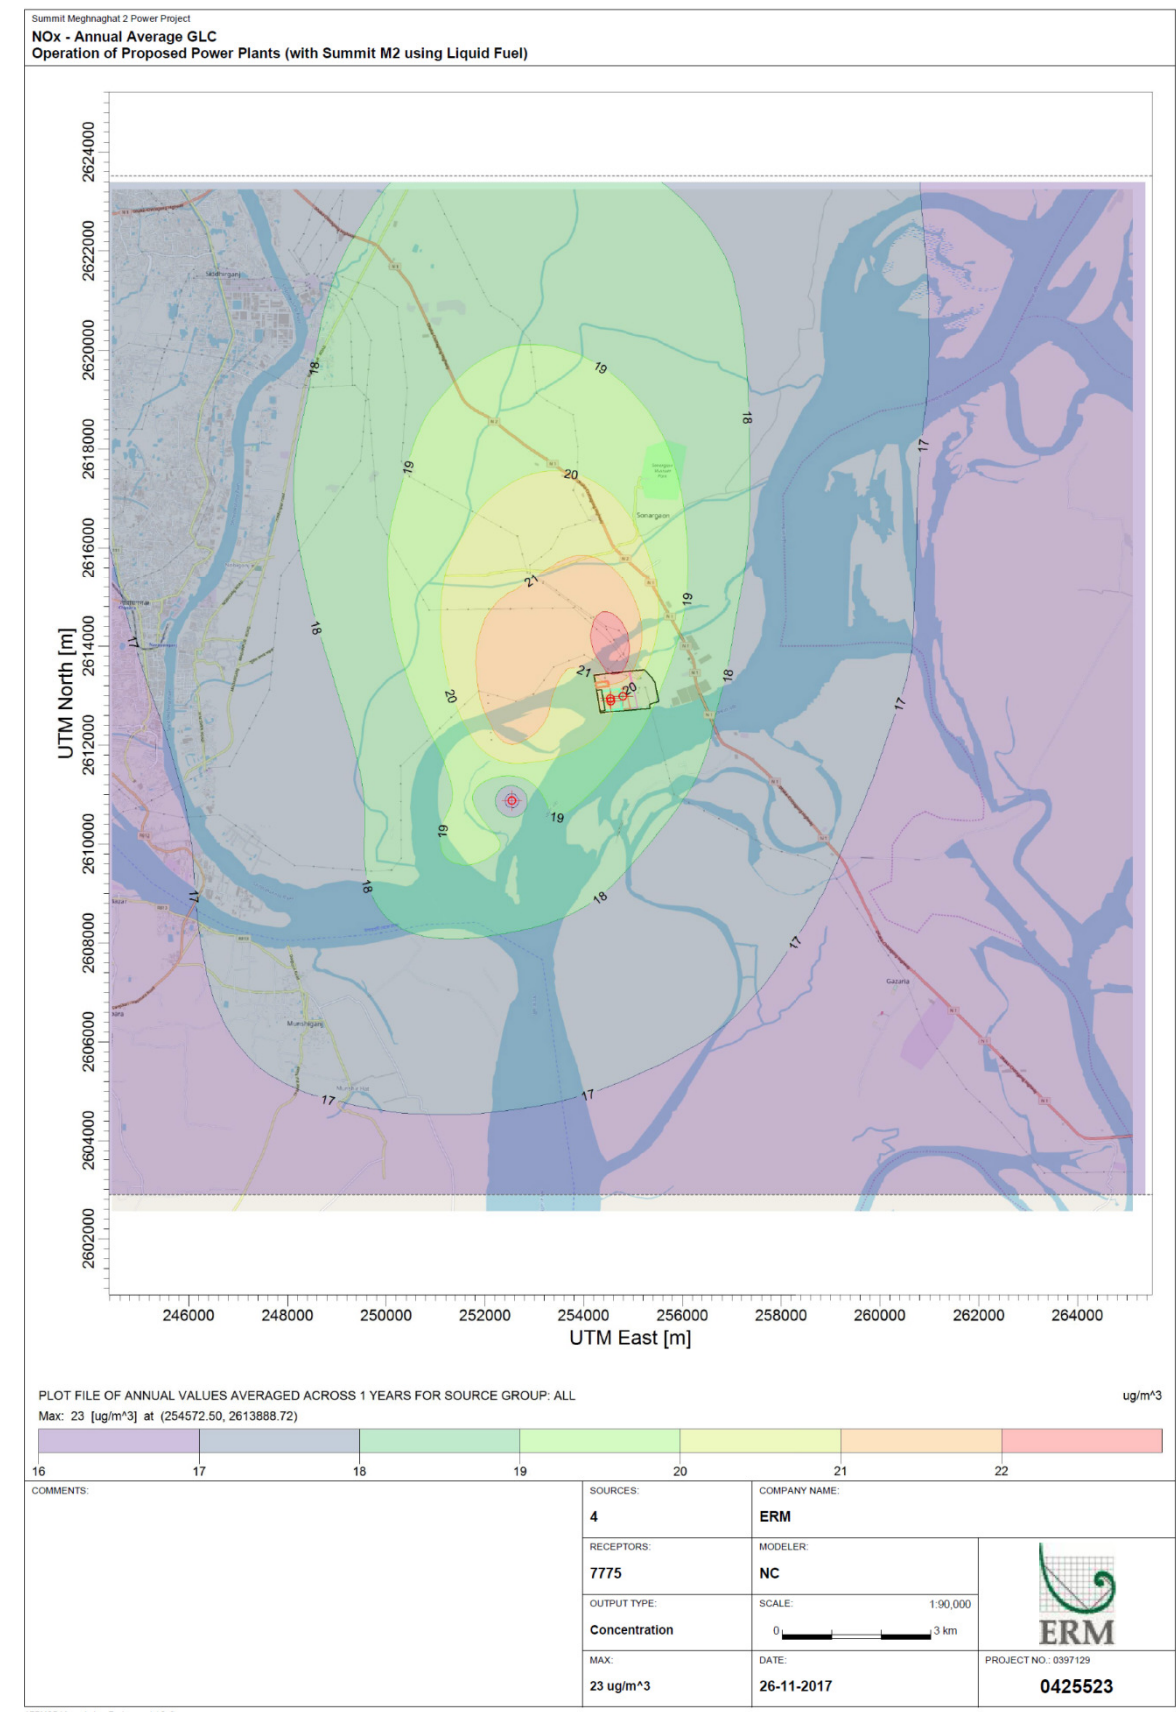 Summit Meghnaghat 2 Power Project
NOx - Annual Average GLC
Operation of Proposed Power Plants (with Summit M2 using Liquid Fuel)
UTM North [m]
2624000
2622000
2620000
2618000
2616000
2614000
2612000
2610000
2608000
2606000
2604000
2602000
19
18
18
19
20
17
Sonargaon
21
19
18
17
18
21
20
20
17
17
19
19
18
18
17
17
Gazaria
Munshiganj
17
17
246000 248000 250000 252000 254000 256000 258000 260000 262000 264000
UTM East [m]
PLOT FILE OF ANNUAL VALUES AVERAGED ACROSS 1 YEARS FOR SOURCE GROUP: ALL ug/m^3
Max: 23 [ug/m^3] at (254572.50, 2613888.72)
16 17 18 19 20 21 22
COMMENTS:
SOURCES:
4
COMPANY NAME:
ERM
RECEPTORS:
7775
MODELER:
NC
OUTPUT TYPE:
Concentration
SCALE: 1:90,000
0 3 km
MAX:
23 ug/m^3
DATE:
26-11-2017
ERM
PROJECT NO.: 0397129
0425523